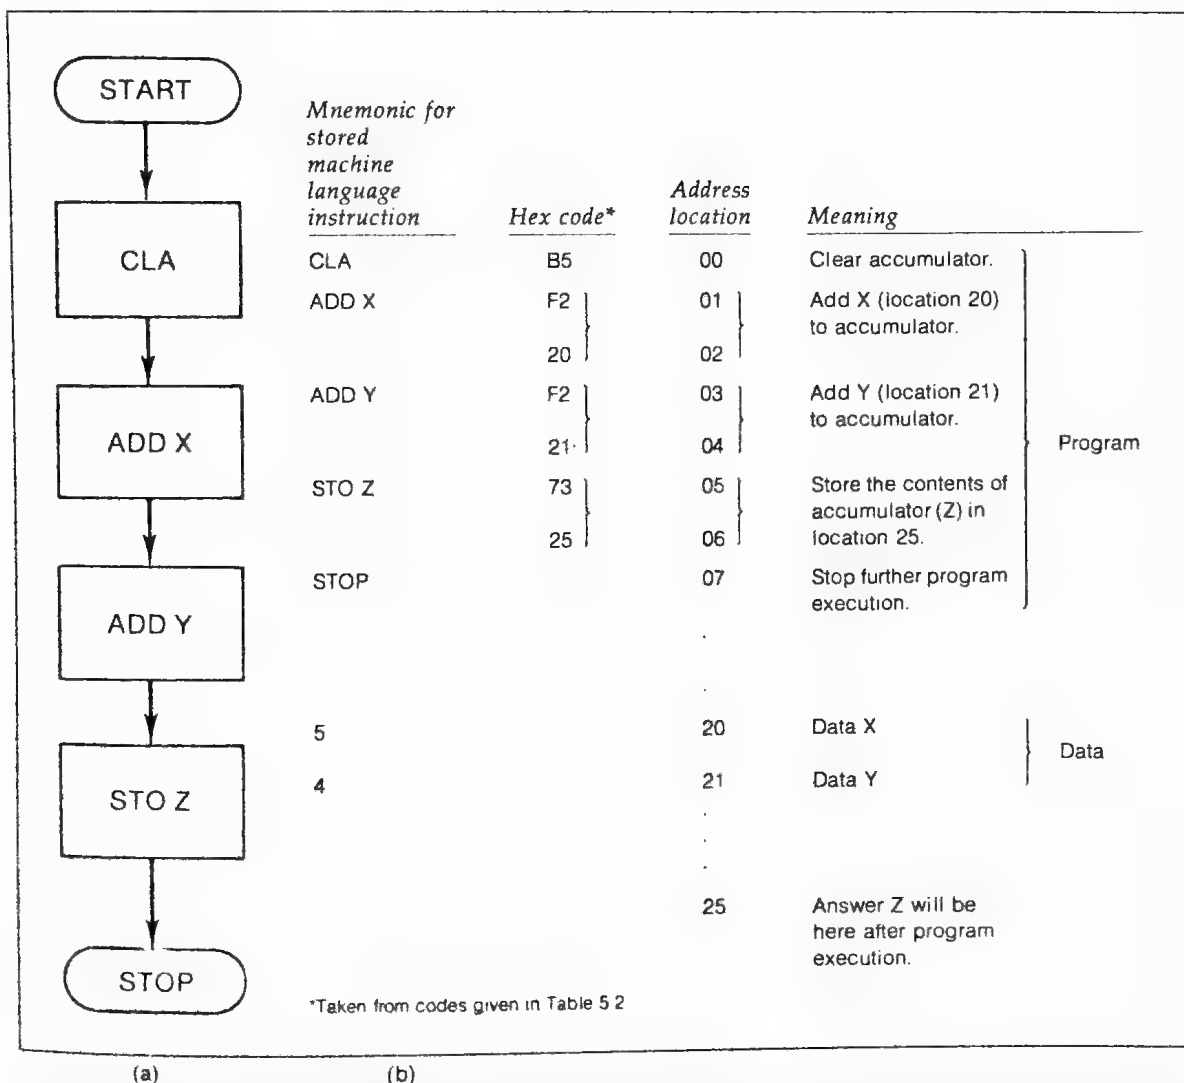 START
CLA
ADD X
ADD Y
STO Z
STOP
Mnemonic for
stored
machine
language
instruction
Hex code*
Address
location
Meaning
CLA B5 00 Clear accumulator.
ADD X F2 01 Add X (location 20)
to accumulator.
20 02
ADD Y F2 03 Add Y (location 21)
to accumulator.
21 04
Program
STO Z 73 05 Store the contents of
accumulator (Z) in
25 06 location 25.
STOP 07 Stop further program
execution.
.
.
5 20 Data X
Data
4 21 Data Y
.
.
.
25 Answer Z will be
here after program
execution.
*Taken from codes given in Table 5 2
(a) (b)